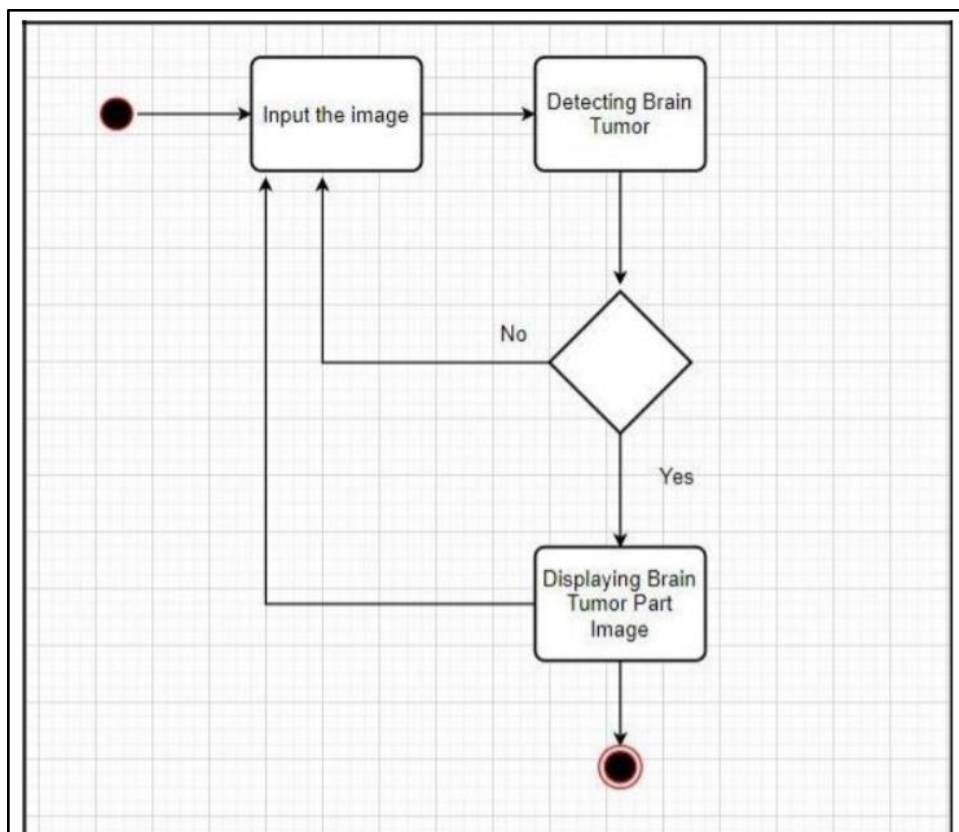 Input the image
Detecting Brain
Tumor
No
Yes
Displaying Brain
Tumor Part
Image